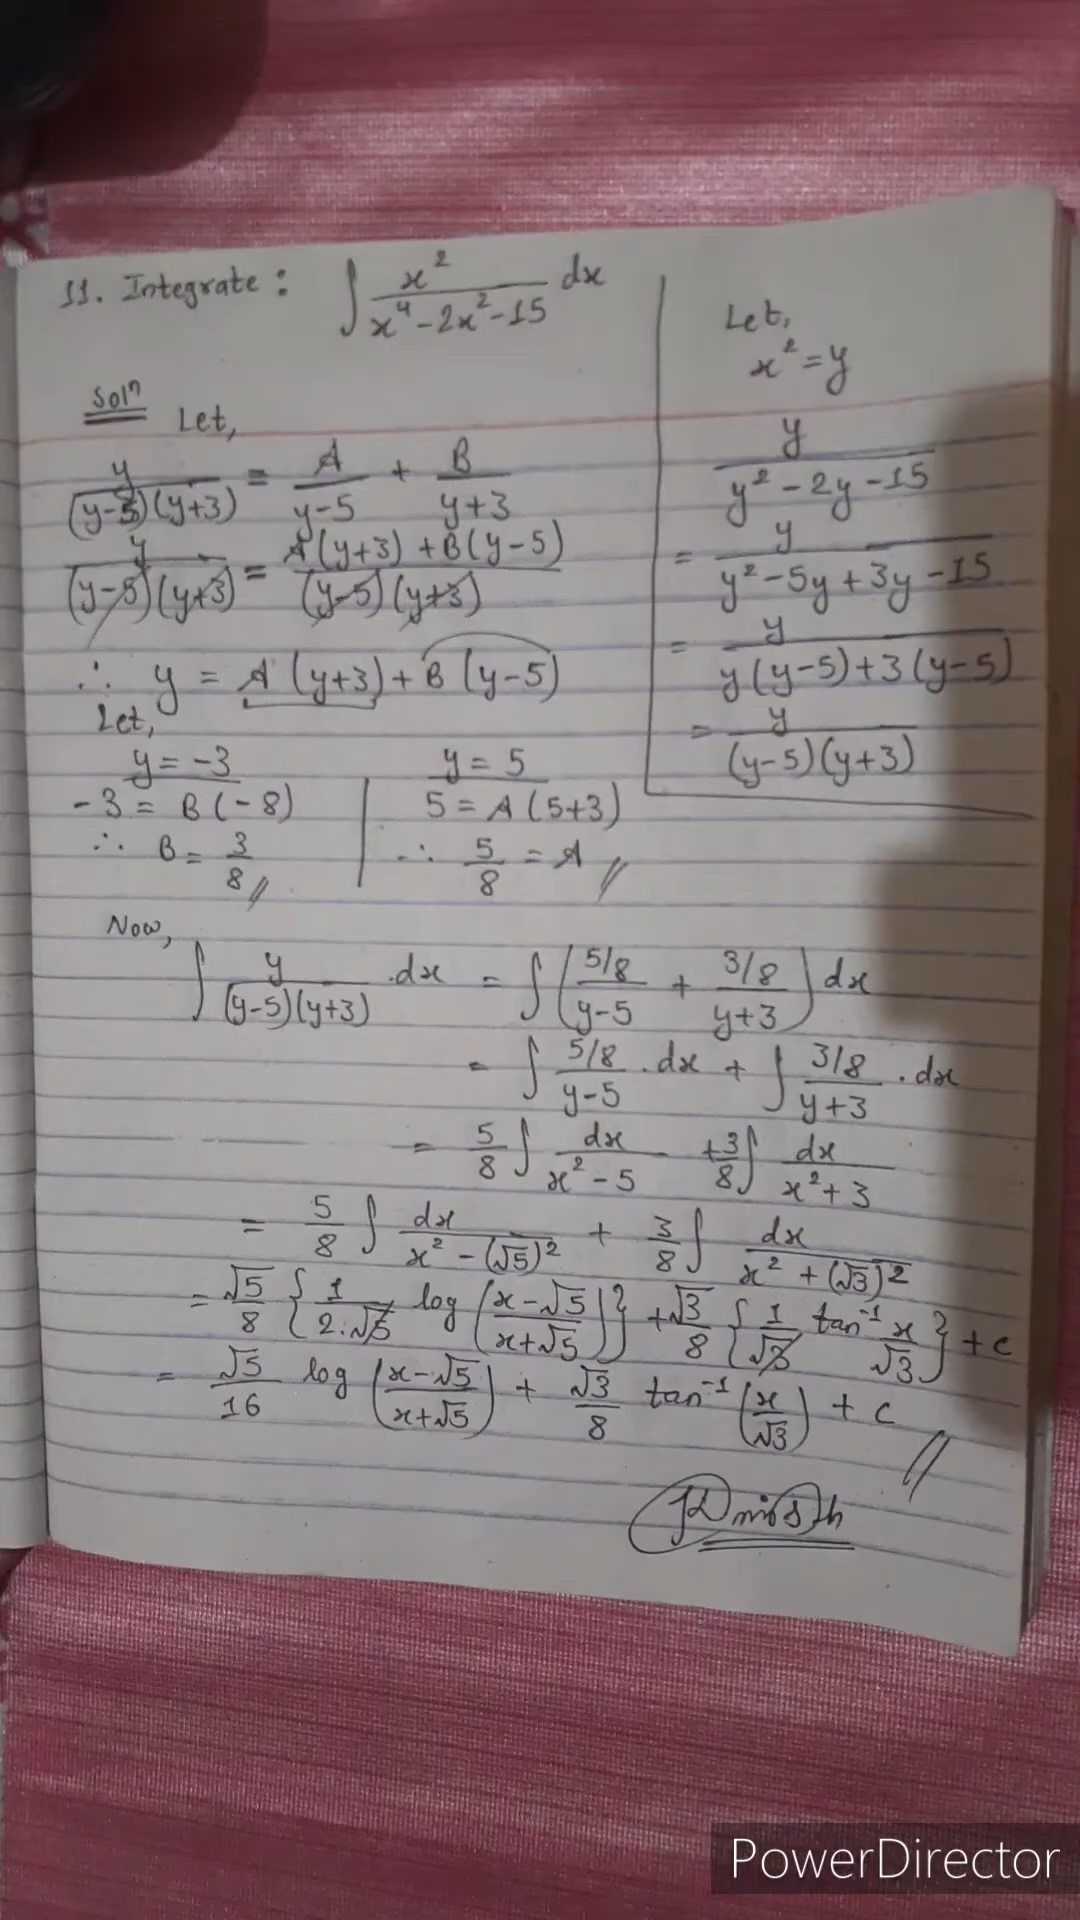 11. Integrate : ∫ x²/(x⁴-2x²-15) dx
Let,
x² = y
y/(y²-2y-15)
= y/(y²-5y+3y-15)
= y/(y(y-5)+3(y-5))
= y/((y-5)(y+3))
Solⁿ Let,
y/((y-5)(y+3)) = A/(y-5) + B/(y+3)
y/((y-5)(y+3)) = (A(y+3)+B(y-5))/((y-5)(y+3))
∴ y = A(y+3)+B(y-5)
Let,
y = -3
-3 = B(-8)
∴ B = 3/8 //
y = 5
5 = A(5+3)
∴ 5/8 = A //
Now,
∫ y/((y-5)(y+3)) .dx = ∫ ((5/8)/(y-5) + (3/8)/(y+3)) dx
= ∫ (5/8)/(y-5) .dx + ∫ (3/8)/(y+3) .dx
= 5/8 ∫ dx/(x²-5) + 3/8 ∫ dx/(x²+3)
= 5/8 ∫ dx/(x²-(√5)²) + 3/8 ∫ dx/(x²+(√3)²)
= √5/8 {1/(2.√5) log ((x-√5)/(x+√5))} + √3/8 {1/√3 tan⁻¹ x/√3} + c
= √5/16 log ((x-√5)/(x+√5)) + √3/8 tan⁻¹ (x/√3) + c //
PowerDirector